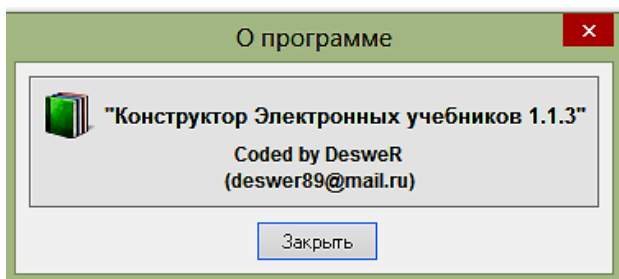 О программе
"Конструктор Электронных учебников 1.1.3"
Coded by DesweR
(deswer89@mail.ru)
Закрыть